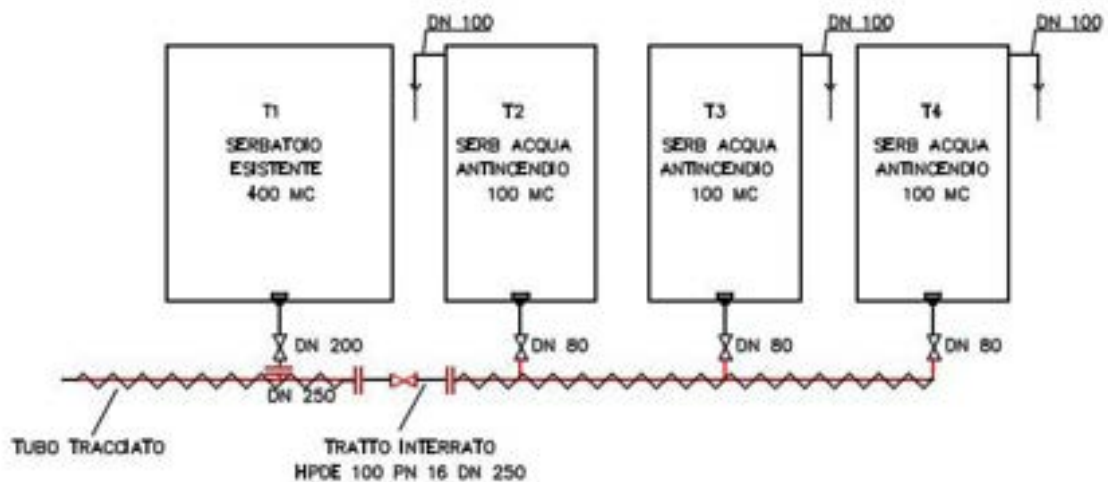 DN 100
DN 100
DN 100
T1
SERBATOIO
ESISTENTE
400 MC
T2
SERB ACQUA
ANTINCENDIO
100 MC
T3
SERB ACQUA
ANTINCENDIO
100 MC
T4
SERB ACQUA
ANTINCENDIO
100 MC
DN 200
DN 80
DN 80
DN 80
DN 250
TUBO TRACCIATO
TRATTO INTERRATO
HPDE 100 PN 16 DN 250